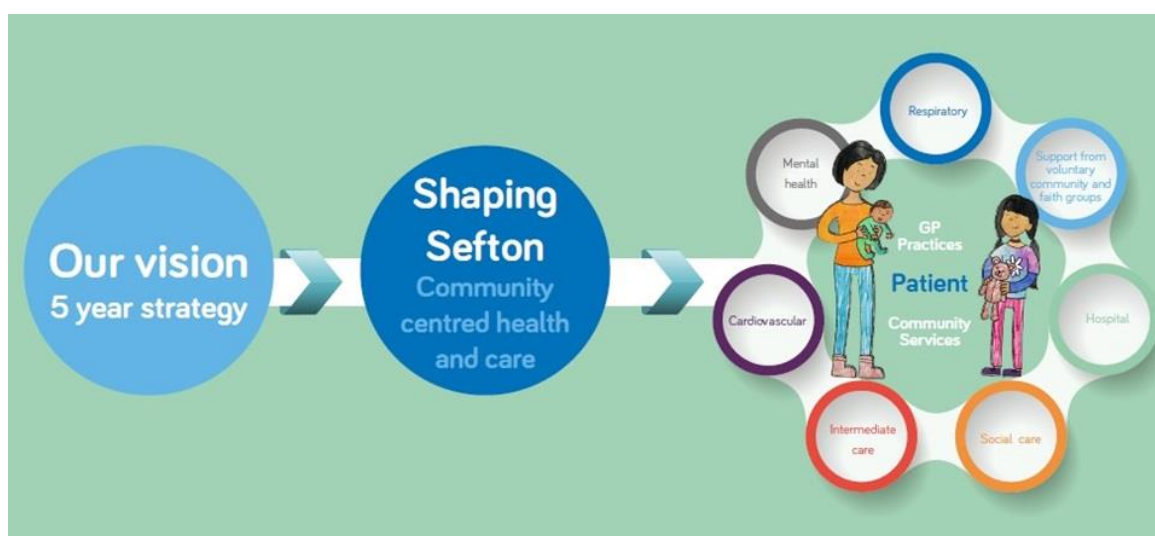 Our vision
5 year strategy
Shaping
Sefton
Community
centred health
and care
Respiratory
Support from
voluntary
community and
faith groups
Hospital
Social care
Intermediate
care
Cardiovascular
Mental
health
GP
Practices
Patient
Community
Services